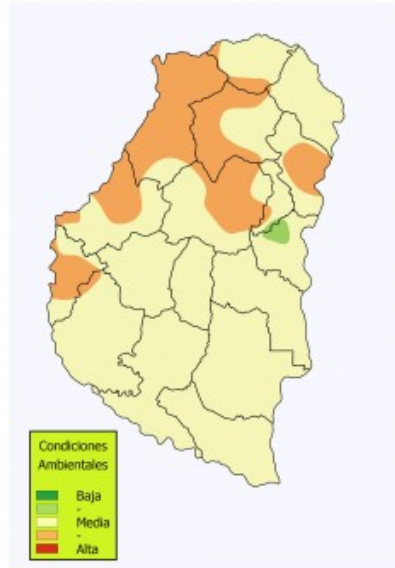 Condiciones
Ambientales
Baja
-
Media
-
Alta